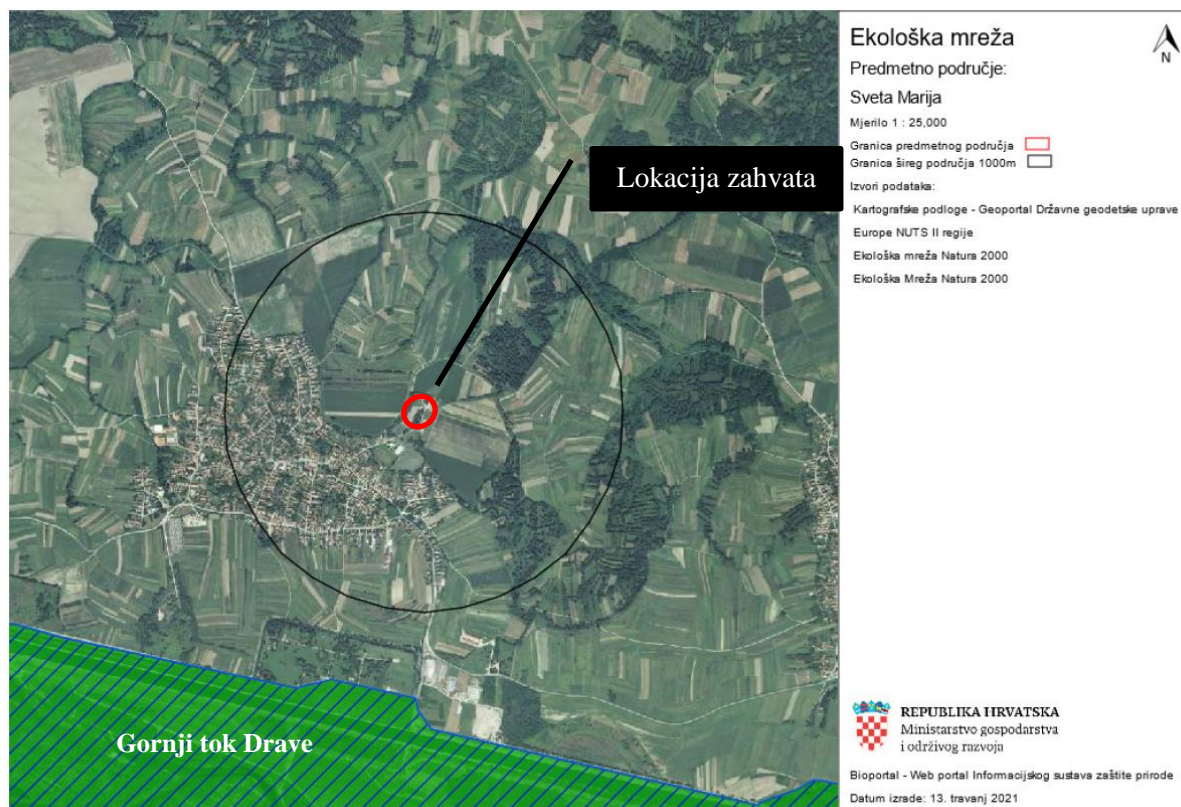 Ekološka mreža
N
Predmetno područje:
Sveta Marija
Mjerilo 1 : 25,000
Granica predmetnog područja
Granica šireg područja 1000m
Izvori podataka:
Kartografske podloge - Geoportal Državne geodetske uprave
Europe NUTS II regije
Ekološka mreža Natura 2000
Ekološka Mreža Natura 2000
Lokacija zahvata
Gornji tok Drave
REPUBLIKA HRVATSKA
Ministarstvo gospodarstva
i održivog razvoja
Bioportal - Web portal Informacijskog sustava zaštite prirode
Datum izrade: 13. travanj 2021